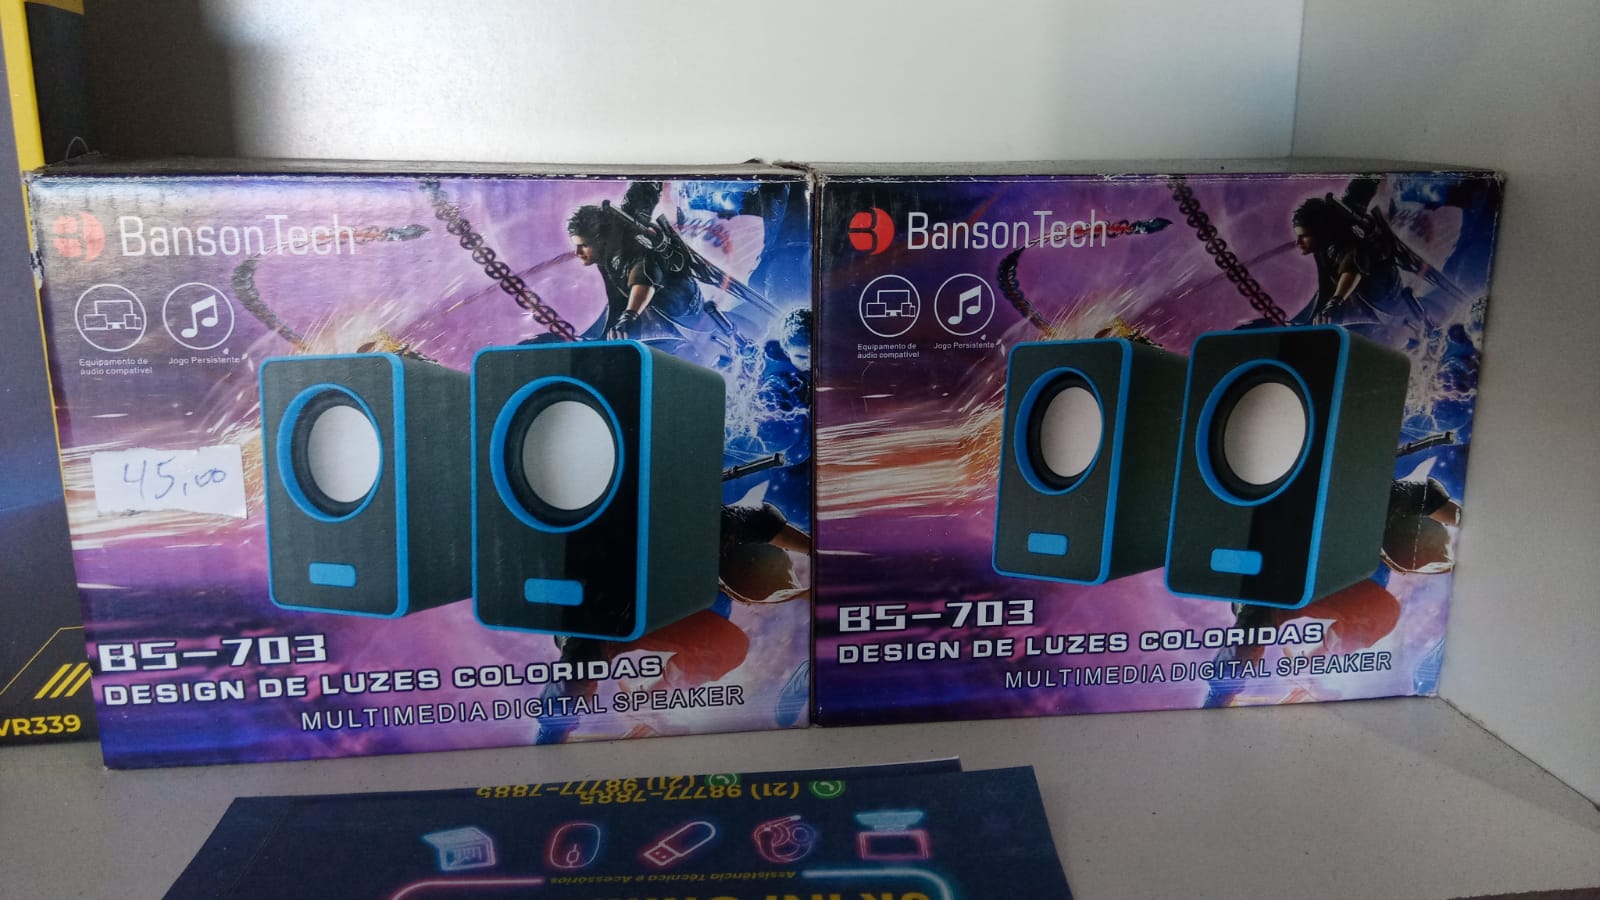 BansonTech
Equipamento de
áudio compatível
Jogo Persistente
45,00
BS-703
DESIGN DE LUZES COLORIDAS
MULTIMEDIA DIGITAL SPEAKER
BansonTech
Equipamento de
áudio compatível
Jogo Persistente
BS-703
DESIGN DE LUZES COLORIDAS
MULTIMEDIA DIGITAL SPEAKER
VR339
(21) 98777-7885
(21) 98777-7885
Assistência Técnica e Acessórios